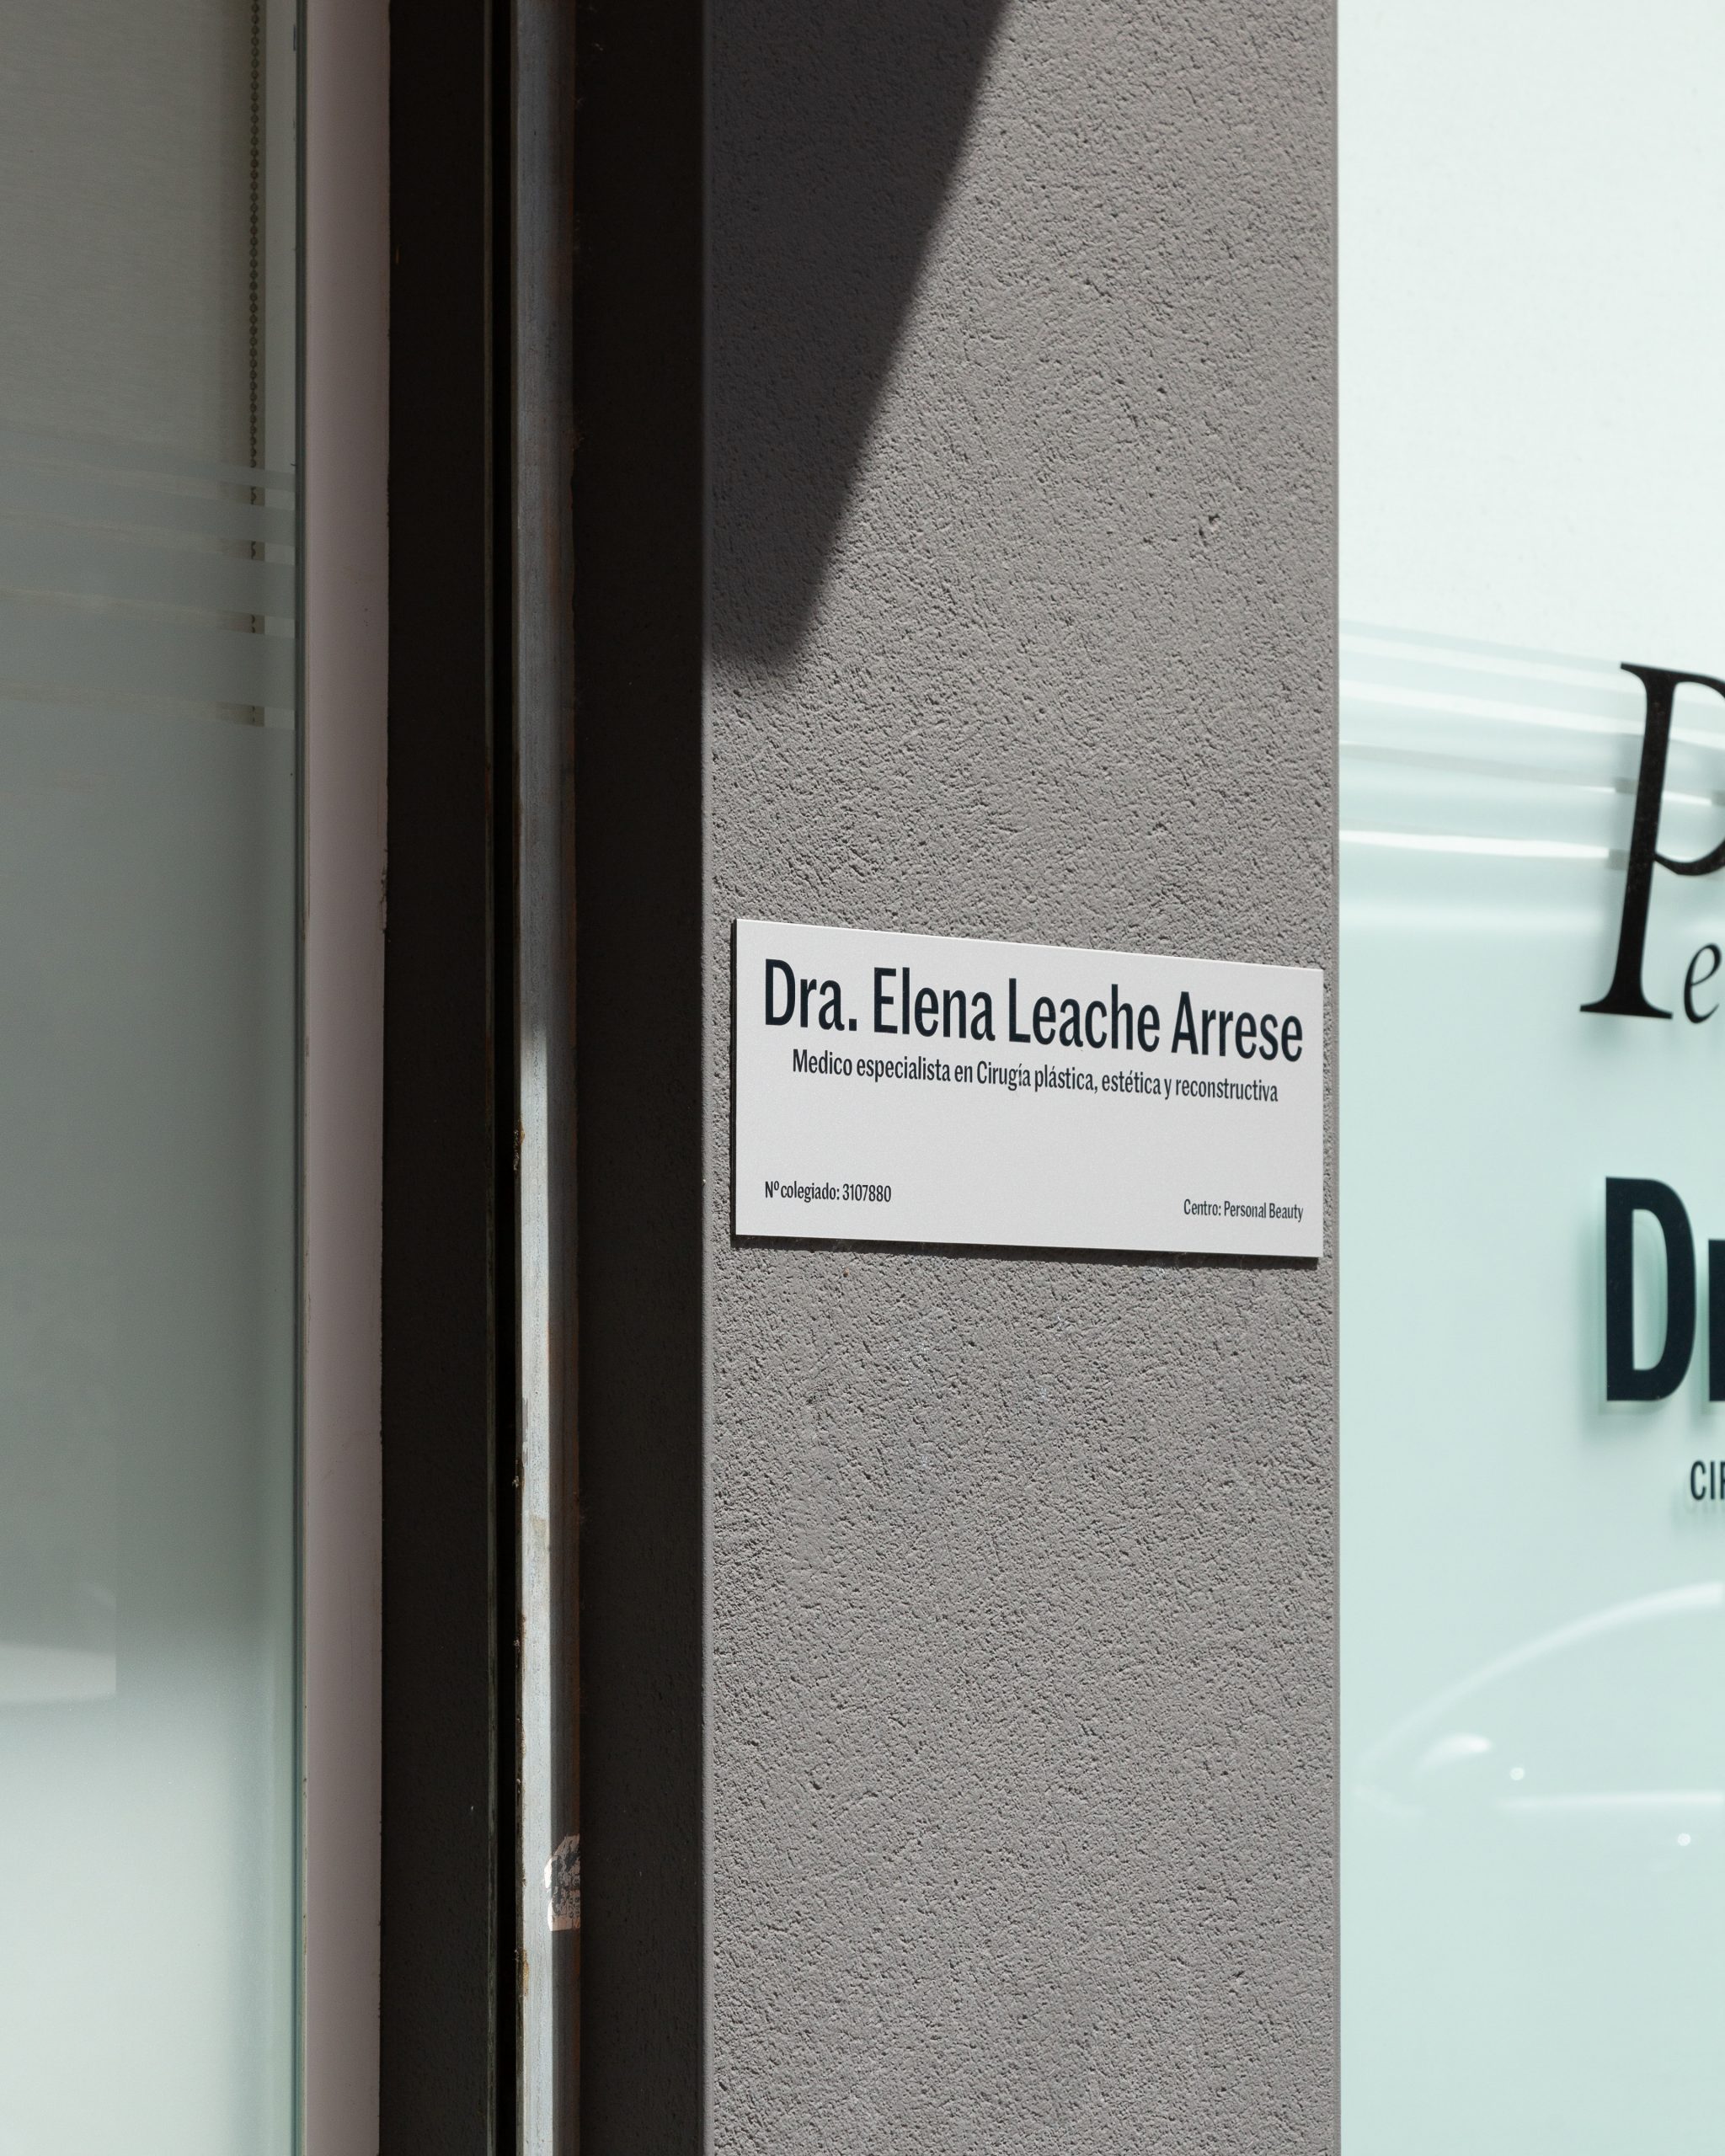 Dra. Elena Leache Arrese
Medico especialista en Cirugía plástica, estética y reconstructiva
Nº colegiado: 3107880
Centro: Personal Beauty